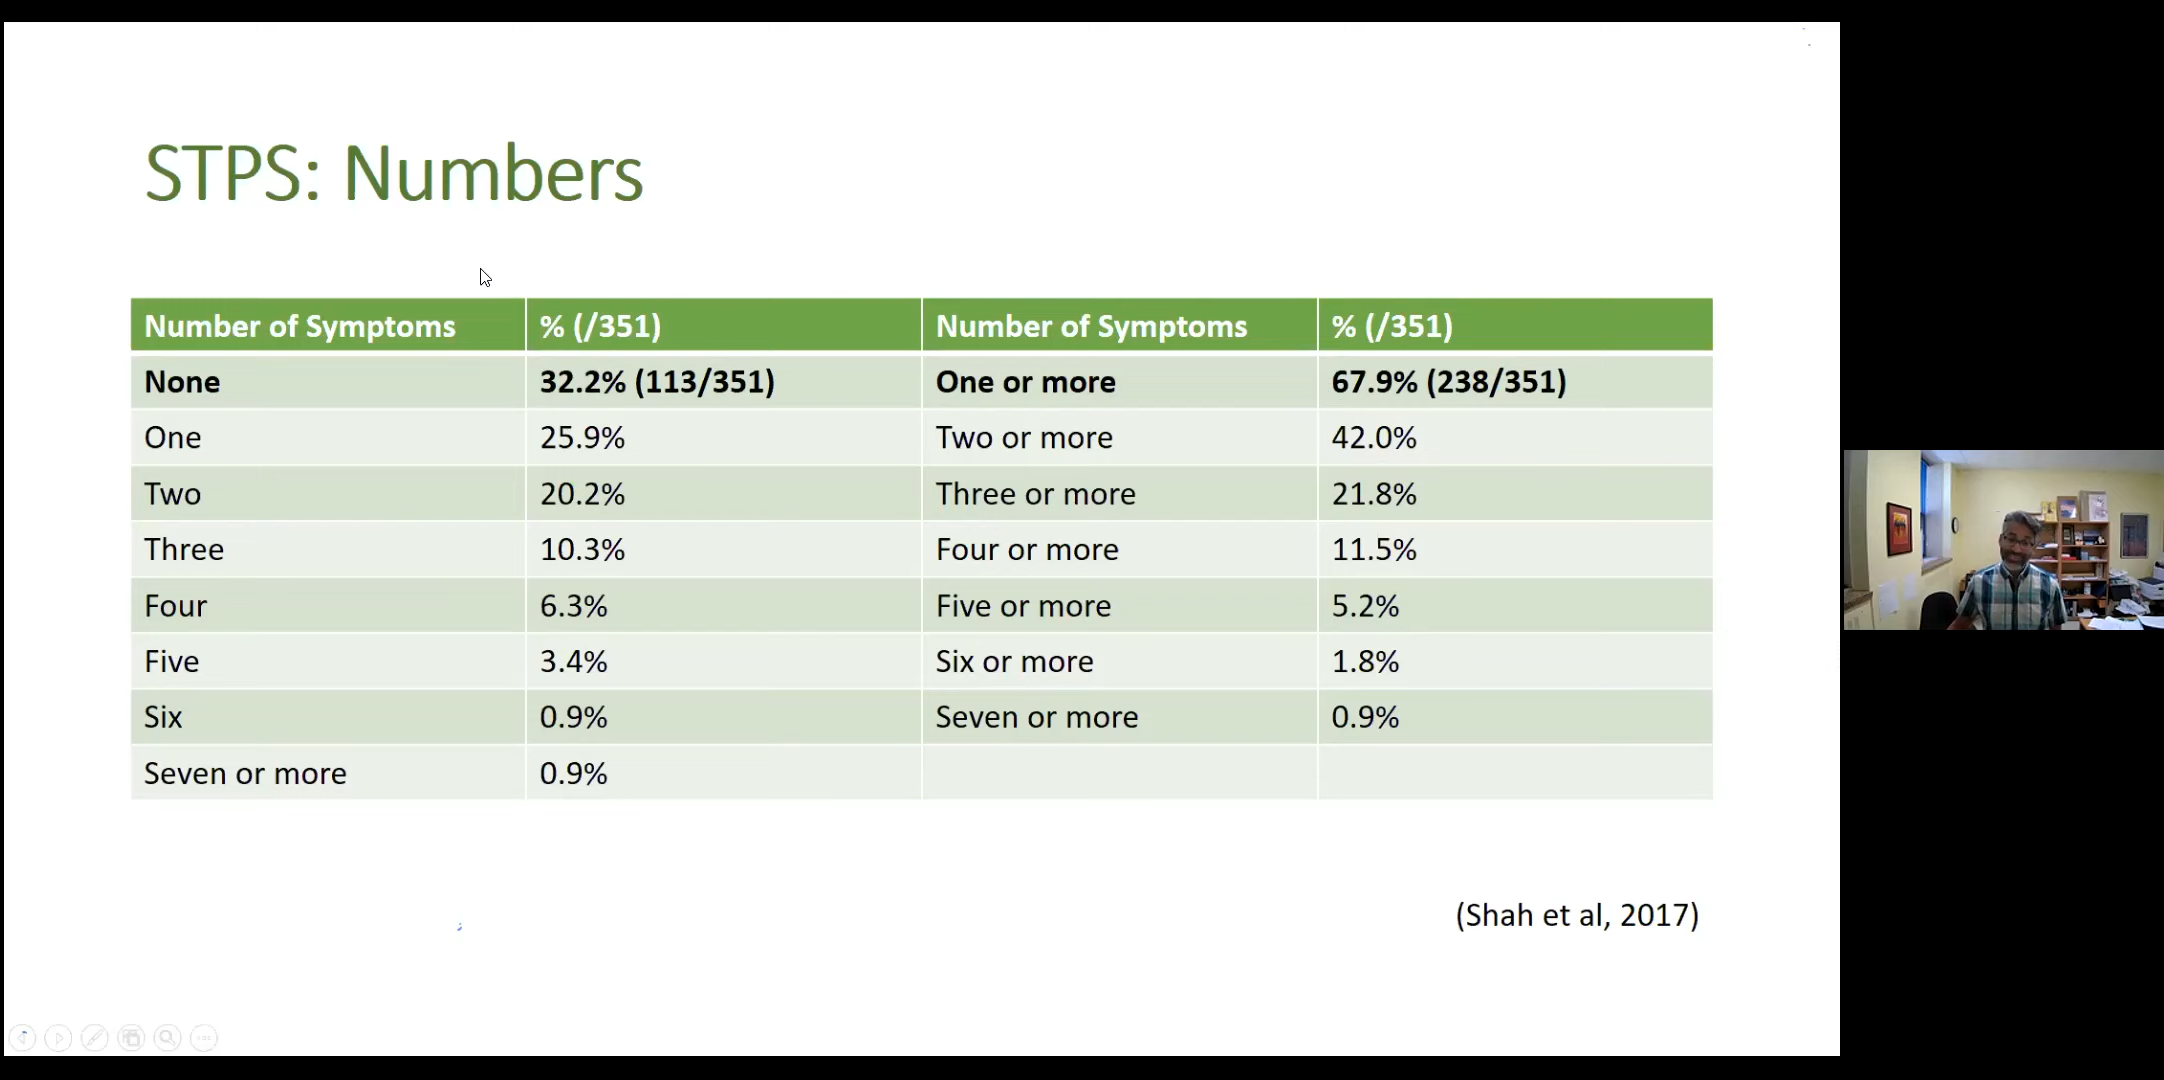 STPS: Numbers
Number of Symptoms % (/351) Number of Symptoms % (/351)
None 32.2% (113/351) One or more 67.9% (238/351)
One 25.9% Two or more 42.0%
Two 20.2% Three or more 21.8%
Three 10.3% Four or more 11.5%
Four 6.3% Five or more 5.2%
Five 3.4% Six or more 1.8%
Six 0.9% Seven or more 0.9%
Seven or more 0.9%
(Shah et al, 2017)